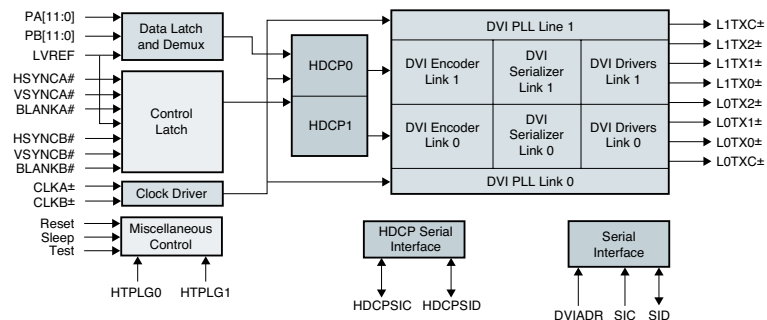 PA[11:0]
PB[11:0]
LVREF
HSYNCA#
VSYNCA#
BLANKA#
HSYNCB#
VSYNCB#
BLANKB#
CLKA±
CLKB±
Reset
Sleep
Test
Data Latch
and Demux
Control
Latch
Clock Driver
Miscellaneous
Control
HTPLG0
HTPLG1
HDCP0
HDCP1
DVI PLL Line 1
DVI Encoder
Link 1
DVI
Serializer
Link 1
DVI Drivers
Link 1
DVI Encoder
Link 0
DVI
Serializer
Link 0
DVI Drivers
Link 0
DVI PLL Link 0
L1TXC±
L1TX2±
L1TX1±
L1TX0±
L0TX2±
L0TX1±
L0TX0±
L0TXC±
HDCP Serial
Interface
HDCPSIC
HDCPSID
Serial
Interface
DVIADR
SIC
SID